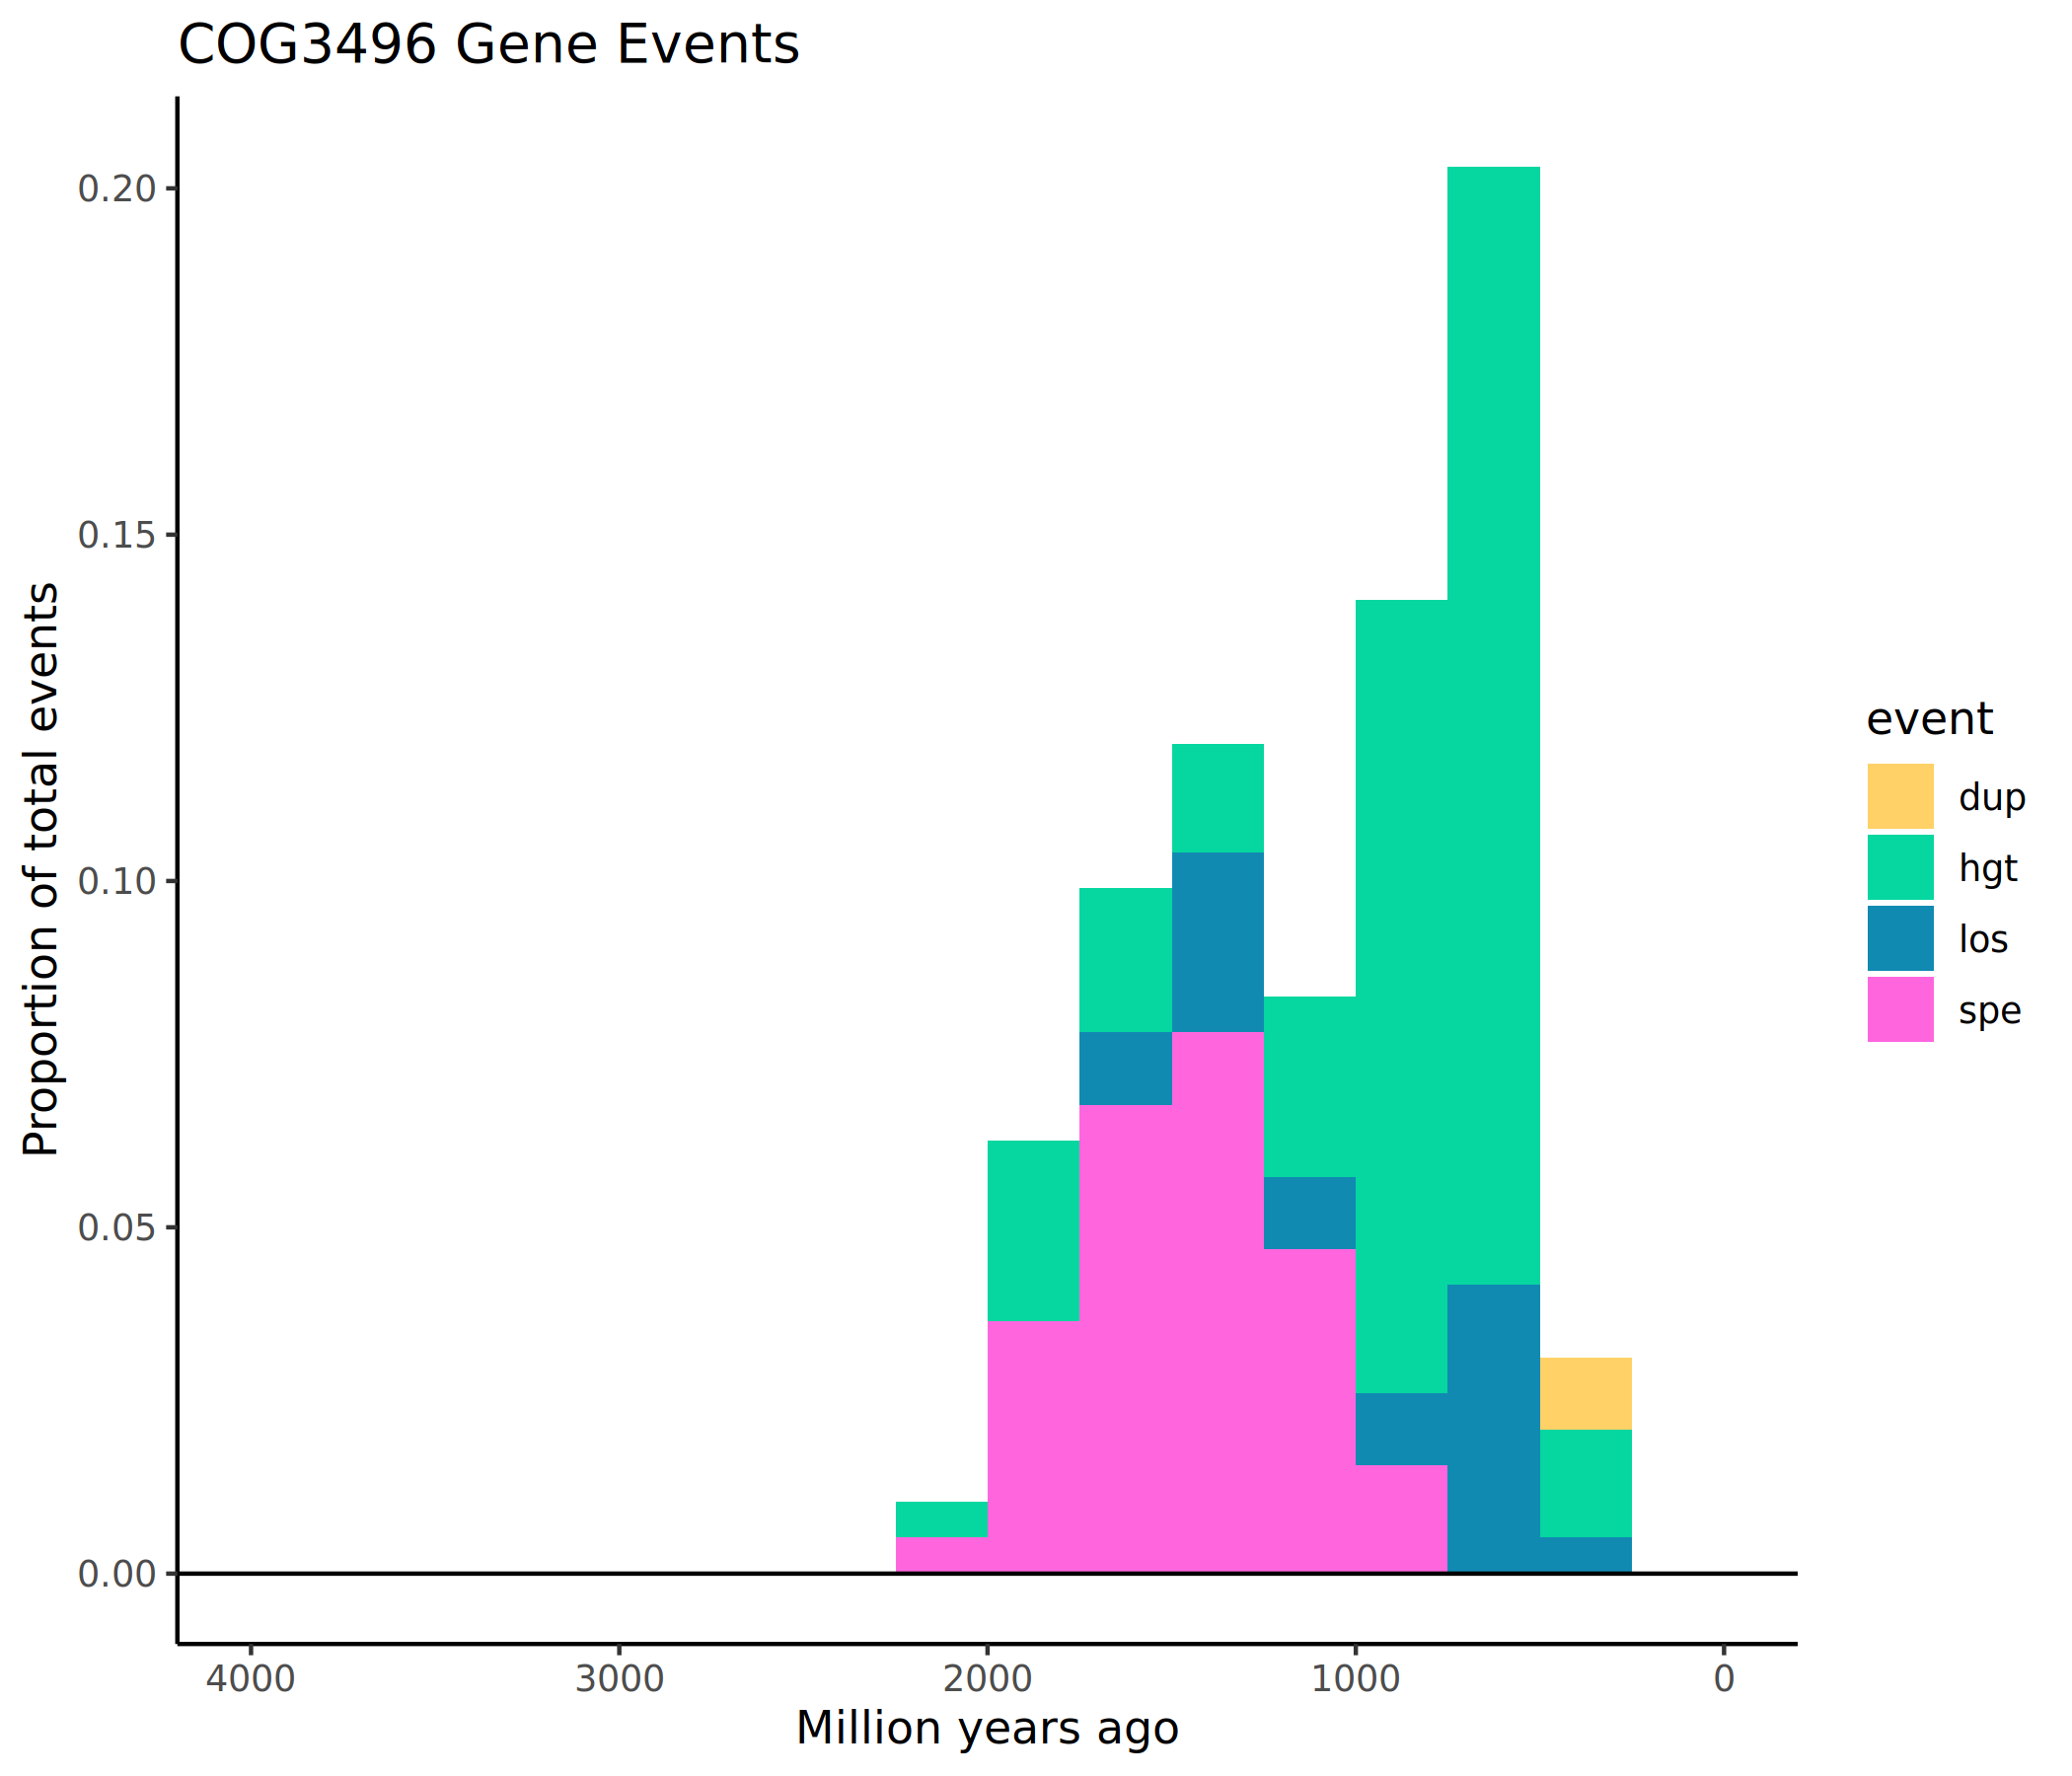 COG3496 Gene Events
Proportion of total events
0.20
0.15
0.10
0.05
0.00
4000 3000 2000 1000 0
Million years ago
event
dup
hgt
los
spe